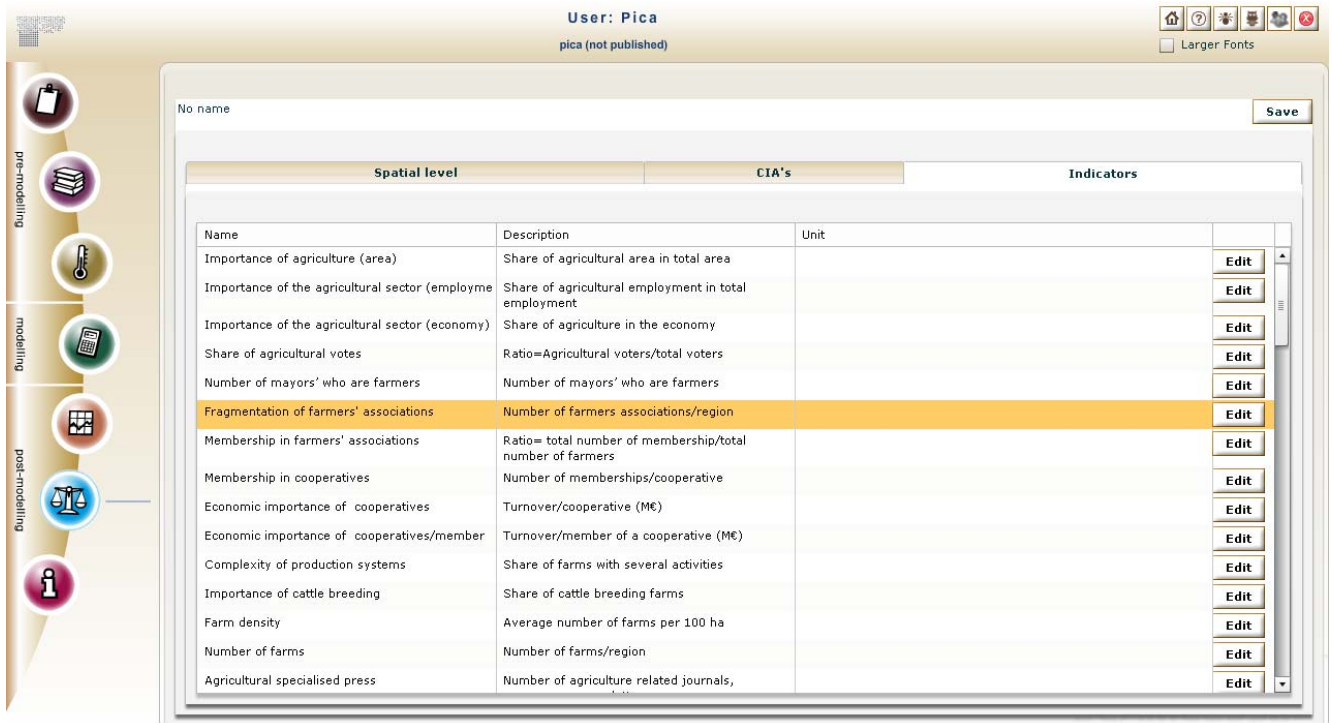 User: Pica
pica (not published)
Larger Fonts
pre-modelling
modelling
post-modelling
No name
Save
Spatial level CIA's Indicators
Name Description Unit
Importance of agriculture (area) Share of agricultural area in total area Edit
Importance of the agricultural sector (employme Share of agricultural employment in total Edit
employment
Importance of the agricultural sector (economy) Share of agriculture in the economy Edit
Share of agricultural votes Ratio=Agricultural voters/total voters Edit
Number of mayors' who are farmers Number of mayors' who are farmers Edit
Fragmentation of farmers' associations Number of farmers associations/region Edit
Membership in farmers' associations Ratio= total number of membership/total Edit
number of farmers
Membership in cooperatives Number of memberships/cooperative Edit
Economic importance of cooperatives Turnover/cooperative (M€) Edit
Economic importance of cooperatives/member Turnover/member of a cooperative (M€) Edit
Complexity of production systems Share of farms with several activities Edit
Importance of cattle breeding Share of cattle breeding farms Edit
Farm density Average number of farms per 100 ha Edit
Number of farms Number of farms/region Edit
Agricultural specialised press Number of agriculture related journals, Edit